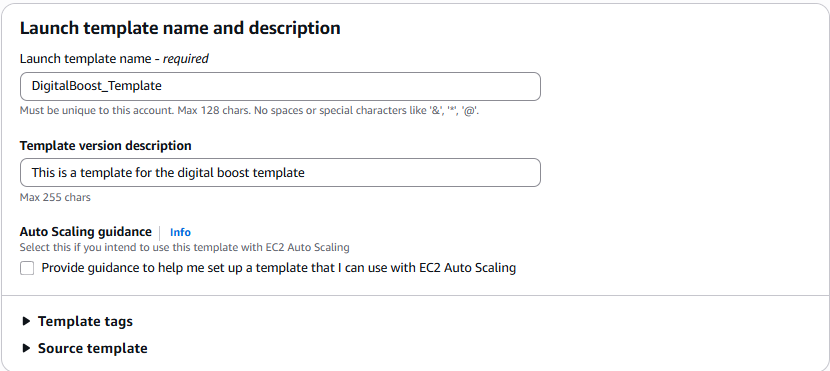 Launch template name and description
Launch template name - required
DigitalBoost_Template
Must be unique to this account. Max 128 chars. No spaces or special characters like '&', '*', '@'.
Template version description
This is a template for the digital boost template
Max 255 chars
Auto Scaling guidance Info
Select this if you intend to use this template with EC2 Auto Scaling
Provide guidance to help me set up a template that I can use with EC2 Auto Scaling
Template tags
Source template